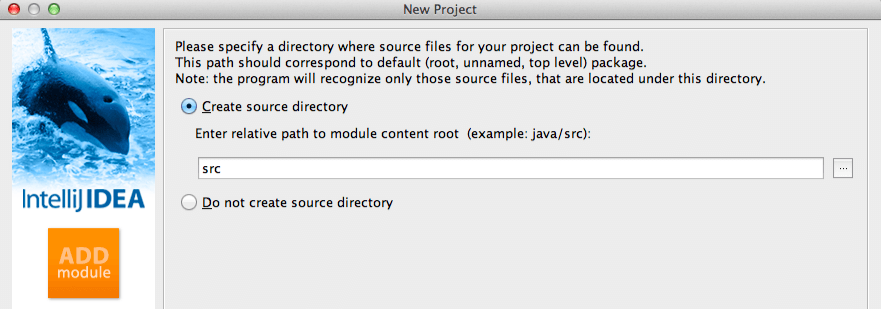 New Project
Please specify a directory where source files for your project can be found.
This path should correspond to default (root, unnamed, top level) package.
Note: the program will recognize only those source files, that are located under this directory.
Create source directory
Enter relative path to module content root  (example: java/src):
src
...
Do not create source directory
IntelliJIDEA
ADD
module